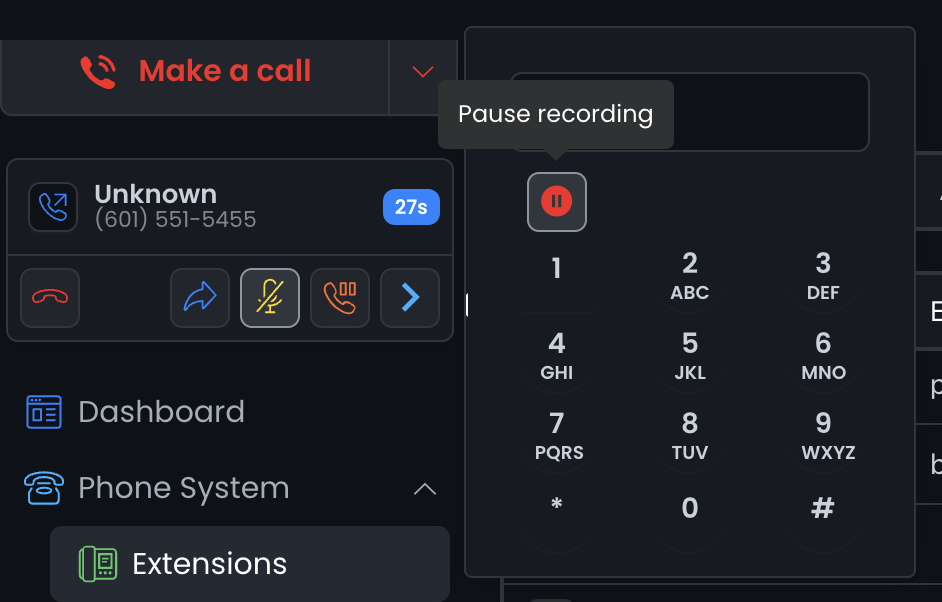 Make a call
Pause recording
Unknown
(601) 551-5455
27s
1
2
ABC
3
DEF
4
GHI
5
JKL
6
MNO
7
PQRS
8
TUV
9
WXYZ
*
0
#
Dashboard
Phone System
Extensions
E
p
b